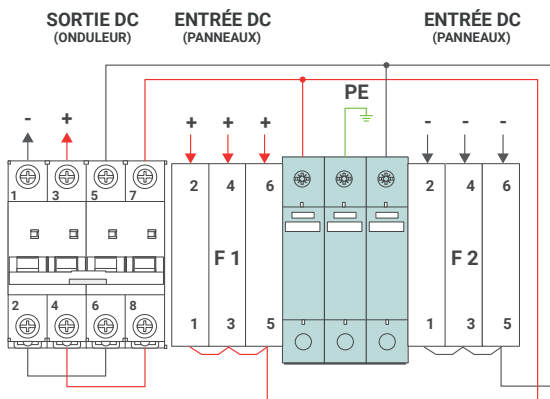 SORTIE DC
(ONDULEUR)
ENTRÉE DC
(PANNEAUX)
ENTRÉE DC
(PANNEAUX)
PE
- +
+ + +
- - -
1 3 5 7
2 4 6
2 4 6
F 1
F 2
2 4 6 8
1 3 5
1 3 5